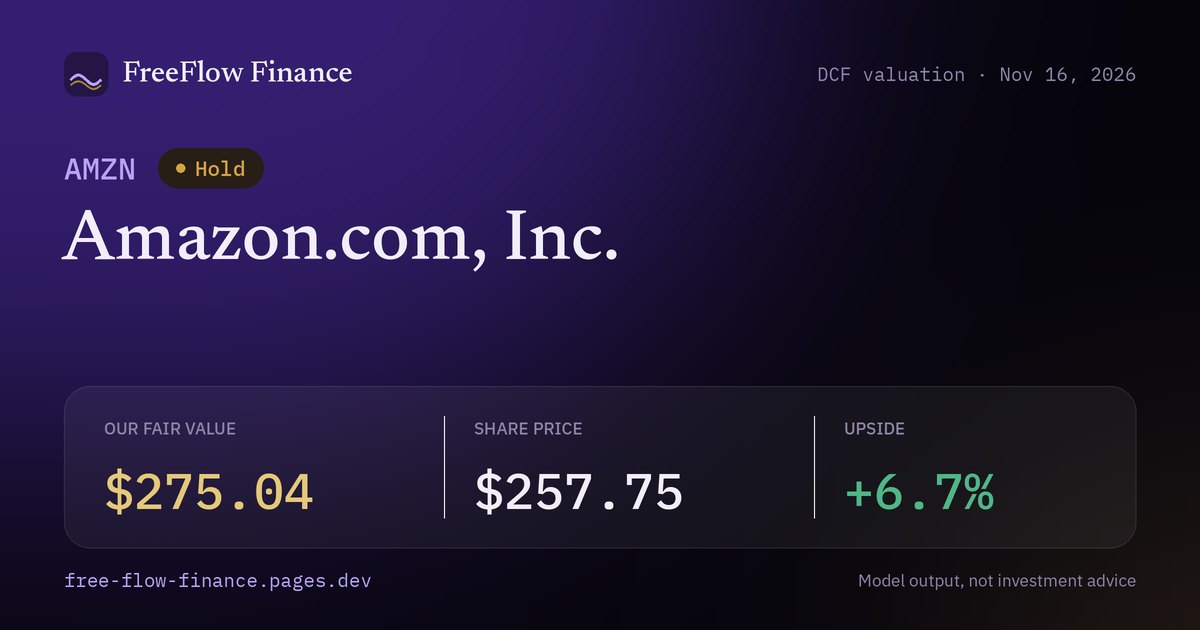 FreeFlow Finance
DCF valuation · Nov 16, 2026
AMZN
Hold
Amazon.com, Inc.
OUR FAIR VALUE
$275.04
SHARE PRICE
$257.75
UPSIDE
+6.7%
free-flow-finance.pages.dev
Model output, not investment advice